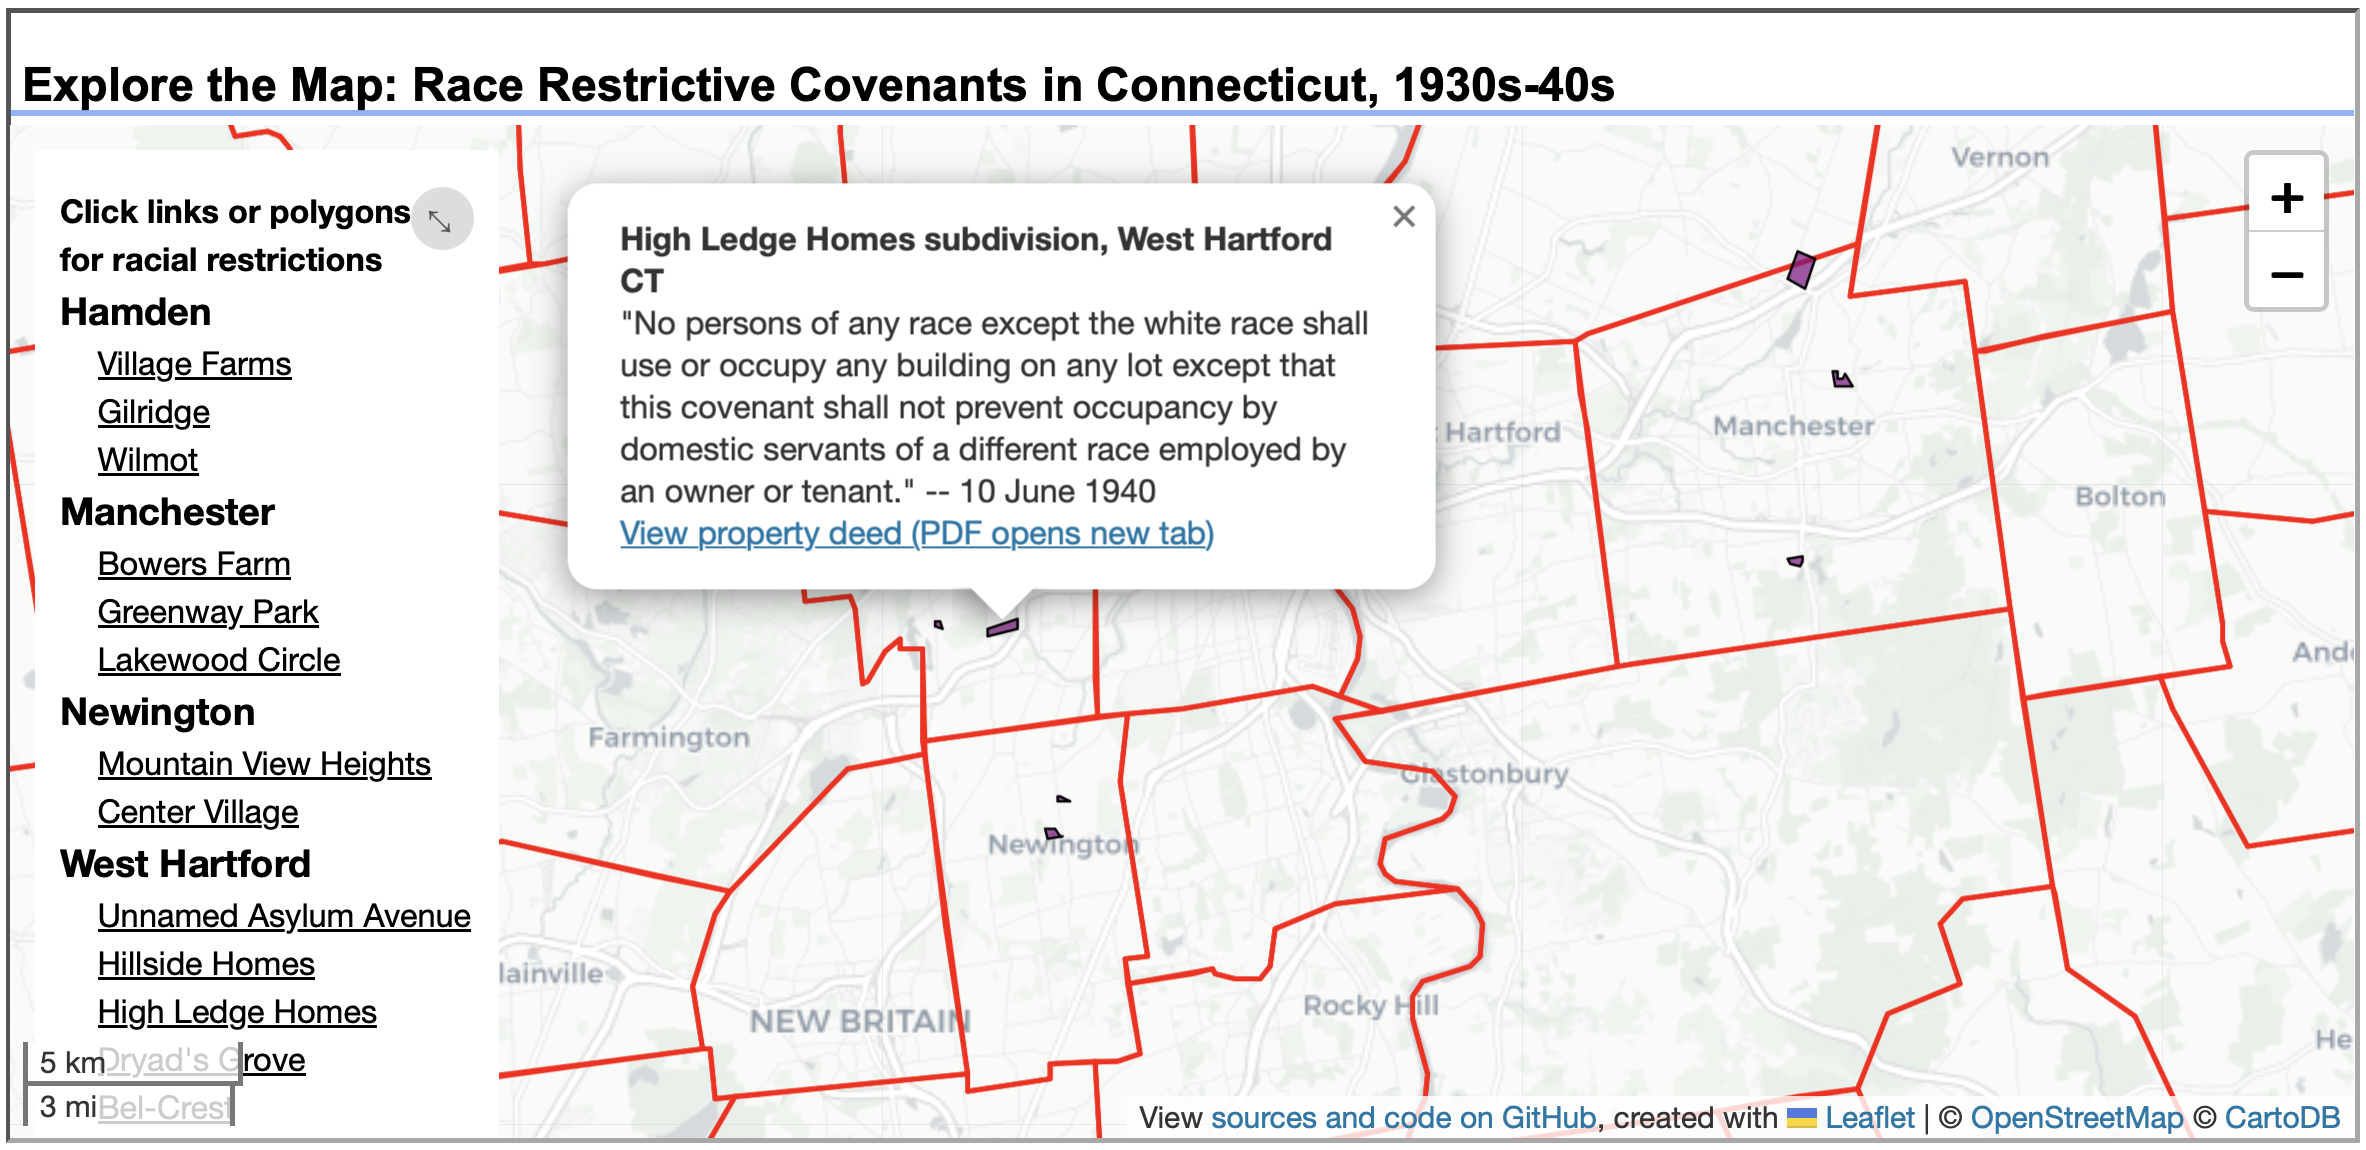 Explore the Map: Race Restrictive Covenants in Connecticut, 1930s-40s
Click links or polygons
for racial restrictions
Hamden
Village Farms
Gilridge
Wilmot
Manchester
Bowers Farm
Greenway Park
Lakewood Circle
Newington
Mountain View Heights
Center Village
West Hartford
Unnamed Asylum Avenue
Hillside Homes
High Ledge Homes
Dryad's Grove
Bel-Crest
5 km
3 mi
High Ledge Homes subdivision, West Hartford
CT
"No persons of any race except the white race shall
use or occupy any building on any lot except that
this covenant shall not prevent occupancy by
domestic servants of a different race employed by
an owner or tenant." -- 10 June 1940
View property deed (PDF opens new tab)
×
Vernon
+
−
Hartford
Manchester
Bolton
Farmington
Glastonbury
Newington
lainville
NEW BRITAIN
Rocky Hill
Ando
He
View sources and code on GitHub, created with Leaflet | © OpenStreetMap © CartoDB